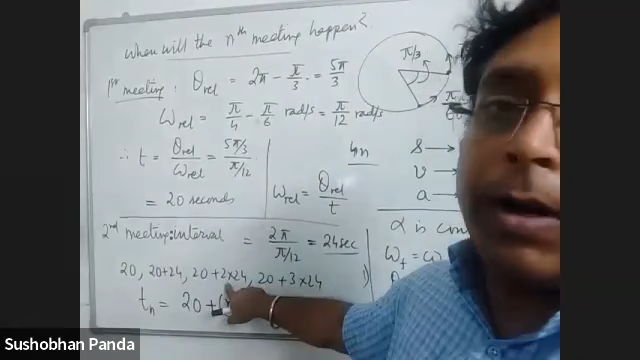 When will the nth meeting happen?
1st meeting: θrel = 2π − π/3 = 5π/3
π/3
ωrel = π/4 − π/6 rad/s = π/12 rad/s
∴ t = θrel/ωrel = (5π/3)/(π/12)
= 20 seconds
ωrel = θrel/t
s →
v →
a →
2nd meeting: interval = 2π/(π/12) = 24 sec
20, 20+24, 20+2×24, 20+3×24
tn = 20 +
α is con
Sushobhan Panda